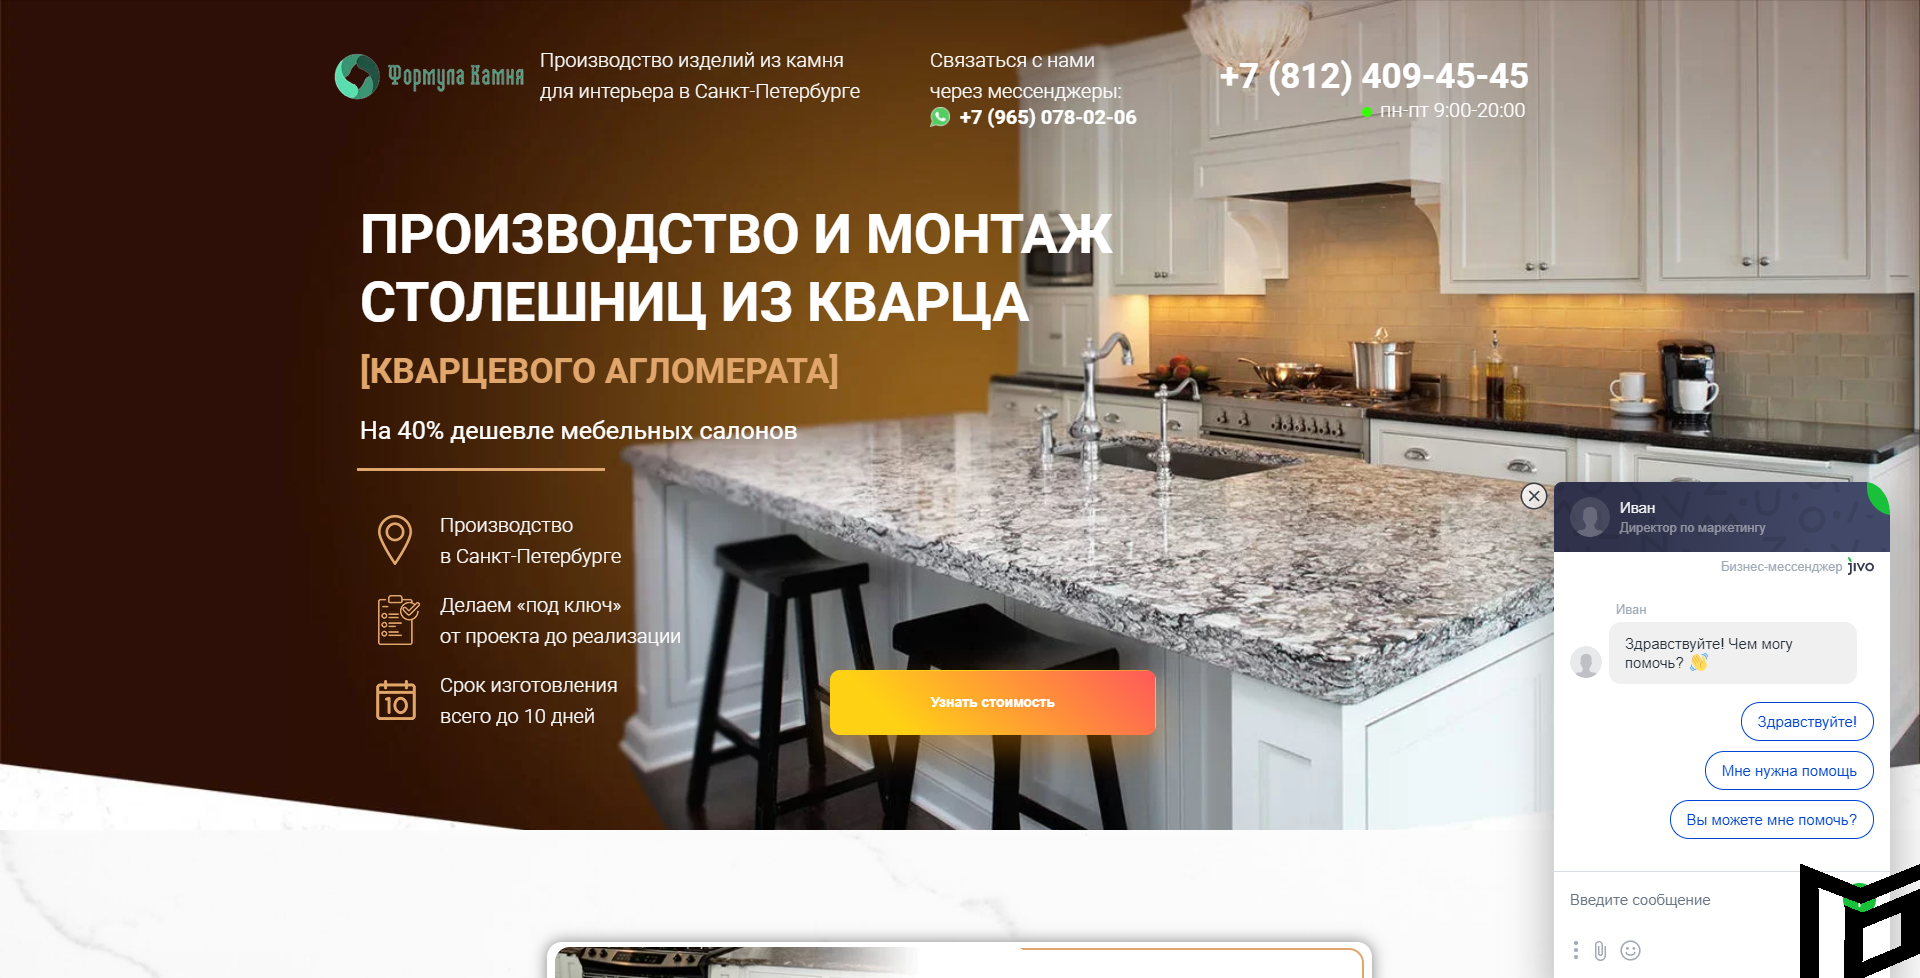 Формула Камня
Производство изделий из камня
для интерьера в Санкт-Петербурге
Связаться с нами
через мессенджеры:
+7 (965) 078-02-06
+7 (812) 409-45-45
пн-пт 9:00-20:00
ПРОИЗВОДСТВО И МОНТАЖ
СТОЛЕШНИЦ ИЗ КВАРЦА
[КВАРЦЕВОГО АГЛОМЕРАТА]
На 40% дешевле мебельных салонов
Производство
в Санкт-Петербурге
Делаем «под ключ»
от проекта до реализации
10
Срок изготовления
всего до 10 дней
Узнать стоимость
Иван
Директор по маркетингу
Бизнес-мессенджер jivo
Иван
Здравствуйте! Чем могу
помочь? 👋
Здравствуйте!
Мне нужна помощь
Вы можете мне помочь?
Введите сообщение